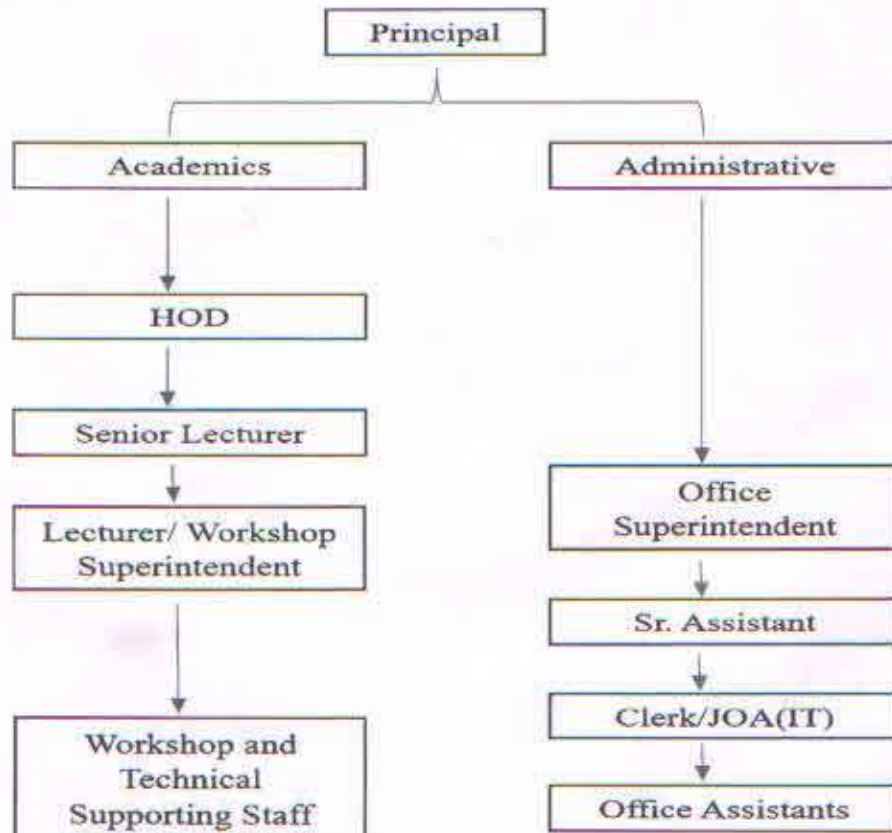 Principal
Academics
Administrative
HOD
Senior Lecturer
Lecturer/ Workshop
Superintendent
Workshop and
Technical
Supporting Staff
Office
Superintendent
Sr. Assistant
Clerk/JOA(IT)
Office Assistants